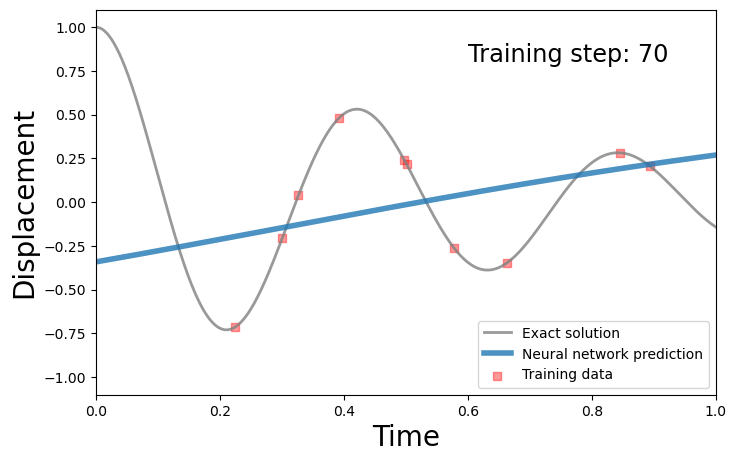 Training step: 70
1.00
0.75
0.50
0.25
0.00
−0.25
−0.50
−0.75
−1.00
Displacement
Exact solution
Neural network prediction
Training data
0.0 0.2 0.4 0.6 0.8 1.0
Time